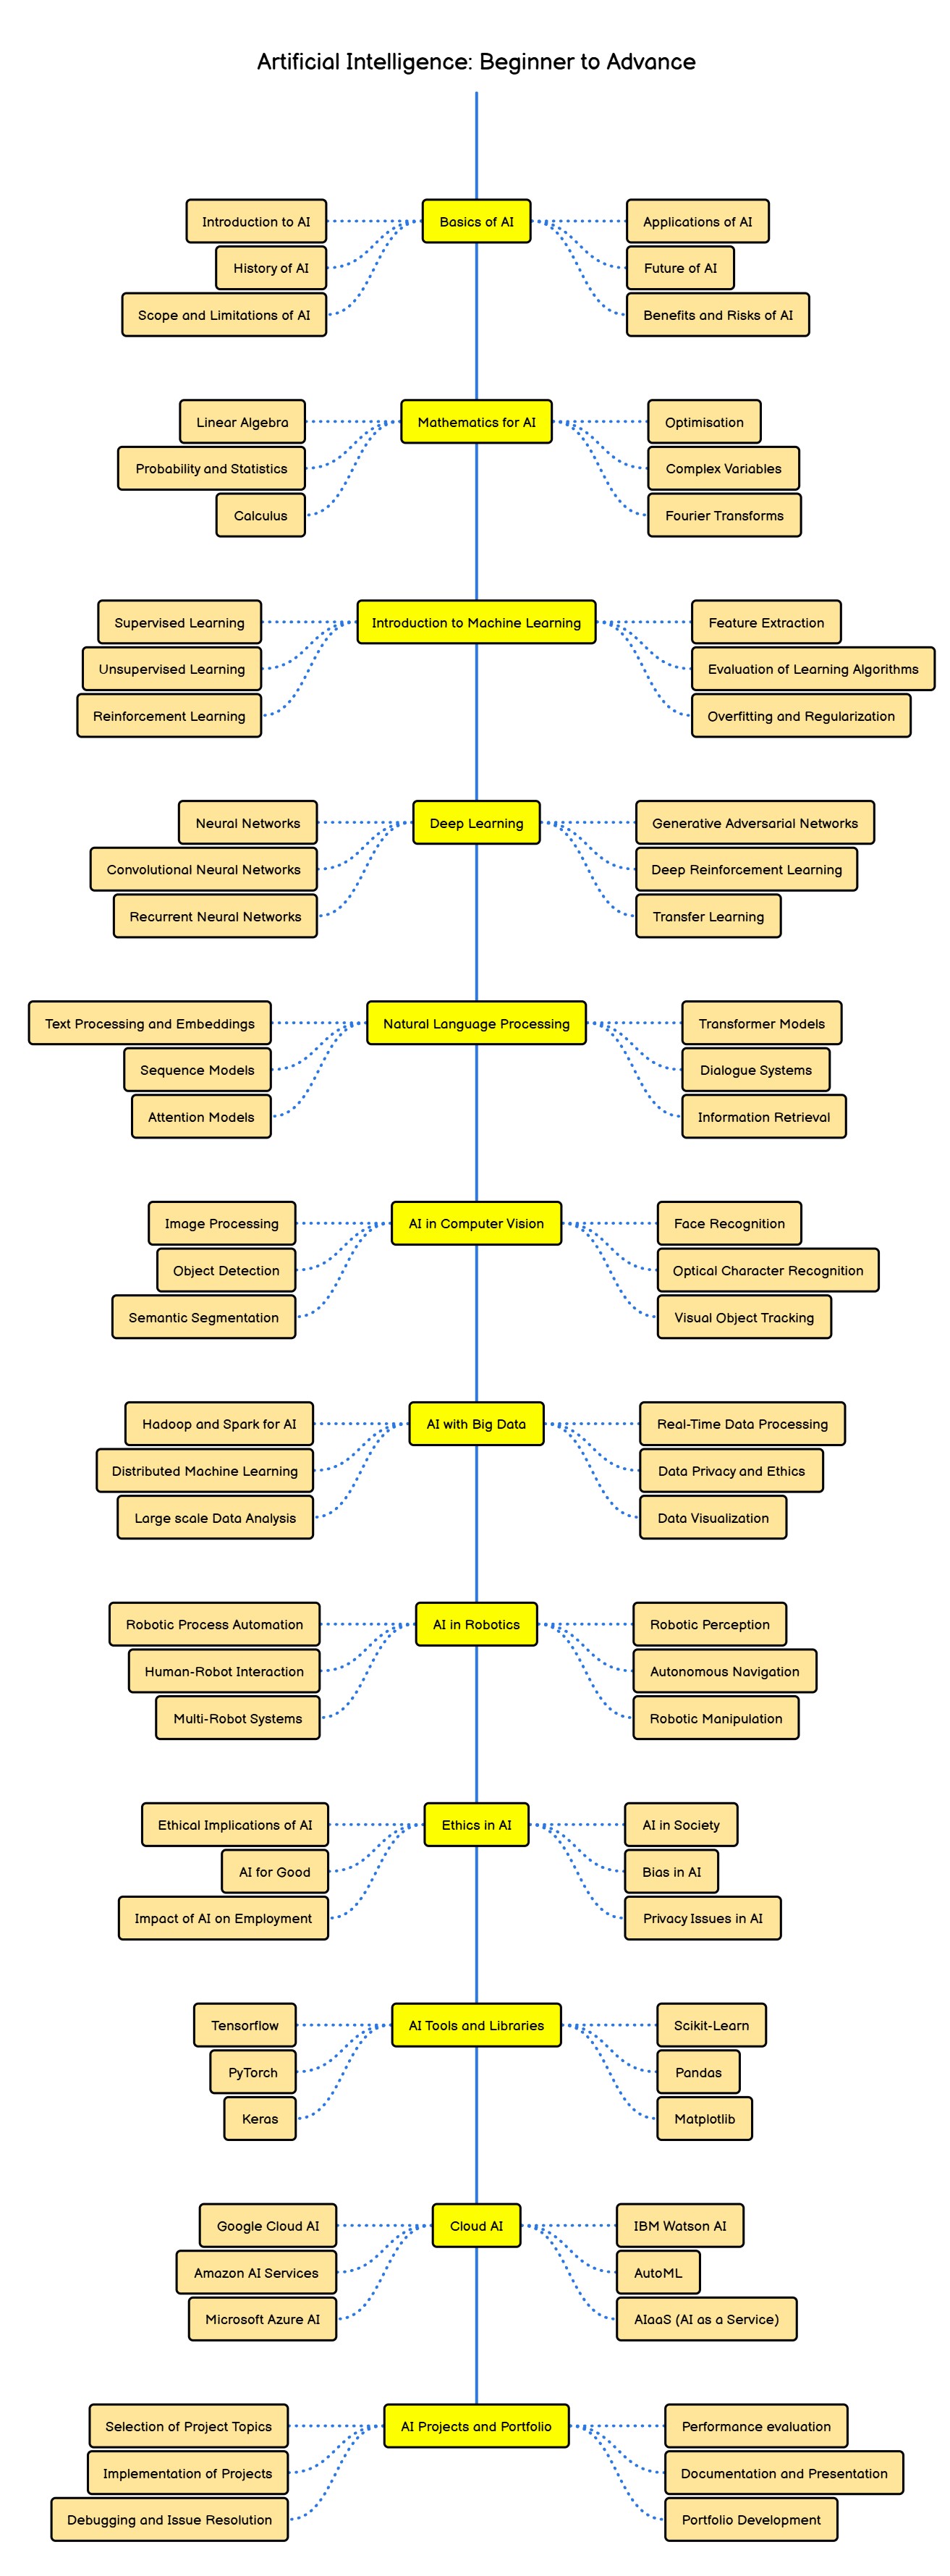 Artificial Intelligence: Beginner to Advance
Introduction to AI
Basics of AI
Applications of AI
History of AI
Future of AI
Scope and Limitations of AI
Benefits and Risks of AI
Linear Algebra
Mathematics for AI
Optimisation
Probability and Statistics
Complex Variables
Calculus
Fourier Transforms
Supervised Learning
Introduction to Machine Learning
Feature Extraction
Unsupervised Learning
Evaluation of Learning Algorithms
Reinforcement Learning
Overfitting and Regularization
Neural Networks
Deep Learning
Generative Adversarial Networks
Convolutional Neural Networks
Deep Reinforcement Learning
Recurrent Neural Networks
Transfer Learning
Text Processing and Embeddings
Natural Language Processing
Transformer Models
Sequence Models
Dialogue Systems
Attention Models
Information Retrieval
Image Processing
AI in Computer Vision
Face Recognition
Object Detection
Optical Character Recognition
Semantic Segmentation
Visual Object Tracking
Hadoop and Spark for AI
AI with Big Data
Real-Time Data Processing
Distributed Machine Learning
Data Privacy and Ethics
Large scale Data Analysis
Data Visualization
Robotic Process Automation
AI in Robotics
Robotic Perception
Human-Robot Interaction
Autonomous Navigation
Multi-Robot Systems
Robotic Manipulation
Ethical Implications of AI
Ethics in AI
AI in Society
AI for Good
Bias in AI
Impact of AI on Employment
Privacy Issues in AI
Tensorflow
AI Tools and Libraries
Scikit-Learn
PyTorch
Pandas
Keras
Matplotlib
Google Cloud AI
Cloud AI
IBM Watson AI
Amazon AI Services
AutoML
Microsoft Azure AI
AIaaS (AI as a Service)
Selection of Project Topics
AI Projects and Portfolio
Performance evaluation
Implementation of Projects
Documentation and Presentation
Debugging and Issue Resolution
Portfolio Development